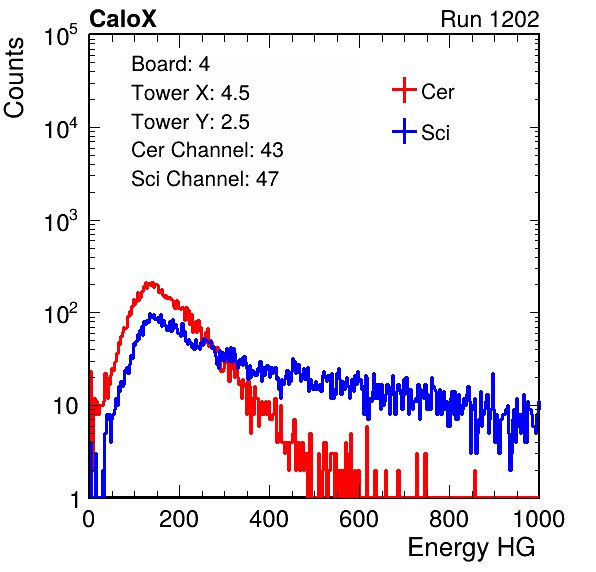 CaloX Run 1202
Counts
10^5
10^4
10^3
10^2
10
1
Board: 4
Tower X: 4.5
Tower Y: 2.5
Cer Channel: 43
Sci Channel: 47
Cer
Sci
0 200 400 600 800 1000
Energy HG